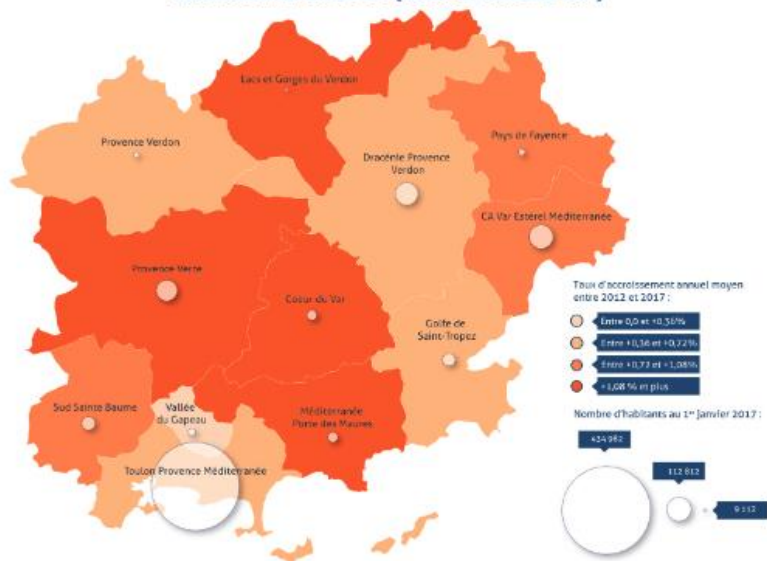 Lacs et Gorges du Verdon
Provence Verdon
Dracénie Provence
Verdon
Pays de Fayence
CA Var Estérel Méditerranée
Provence Verte
Coeur du Var
Golfe de
Saint-Tropez
Sud Sainte Baume
Vallée
du Gapeau
Méditerranée
Porte des Maures
Toulon Provence Méditerranée
Taux d'accroissement annuel moyen
entre 2012 et 2017 :
Entre 0,0 et +0,36%
Entre +0,36 et +0,72%
Entre +0,72 et +1,08%
+1,08 % et plus
Nombre d'habitants au 1er janvier 2017 :
112 812